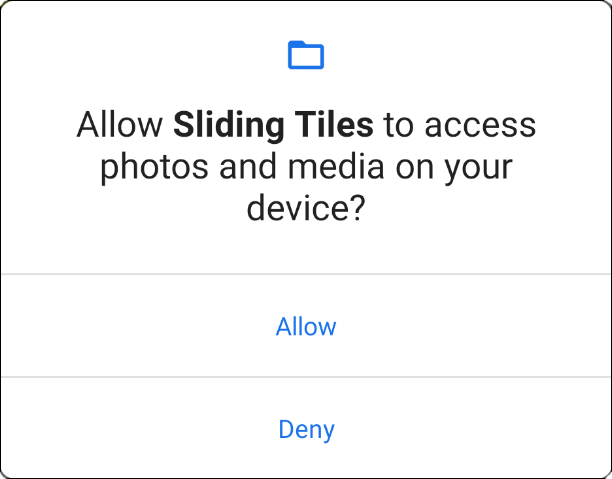 Allow Sliding Tiles to access
photos and media on your
device?
Allow
Deny